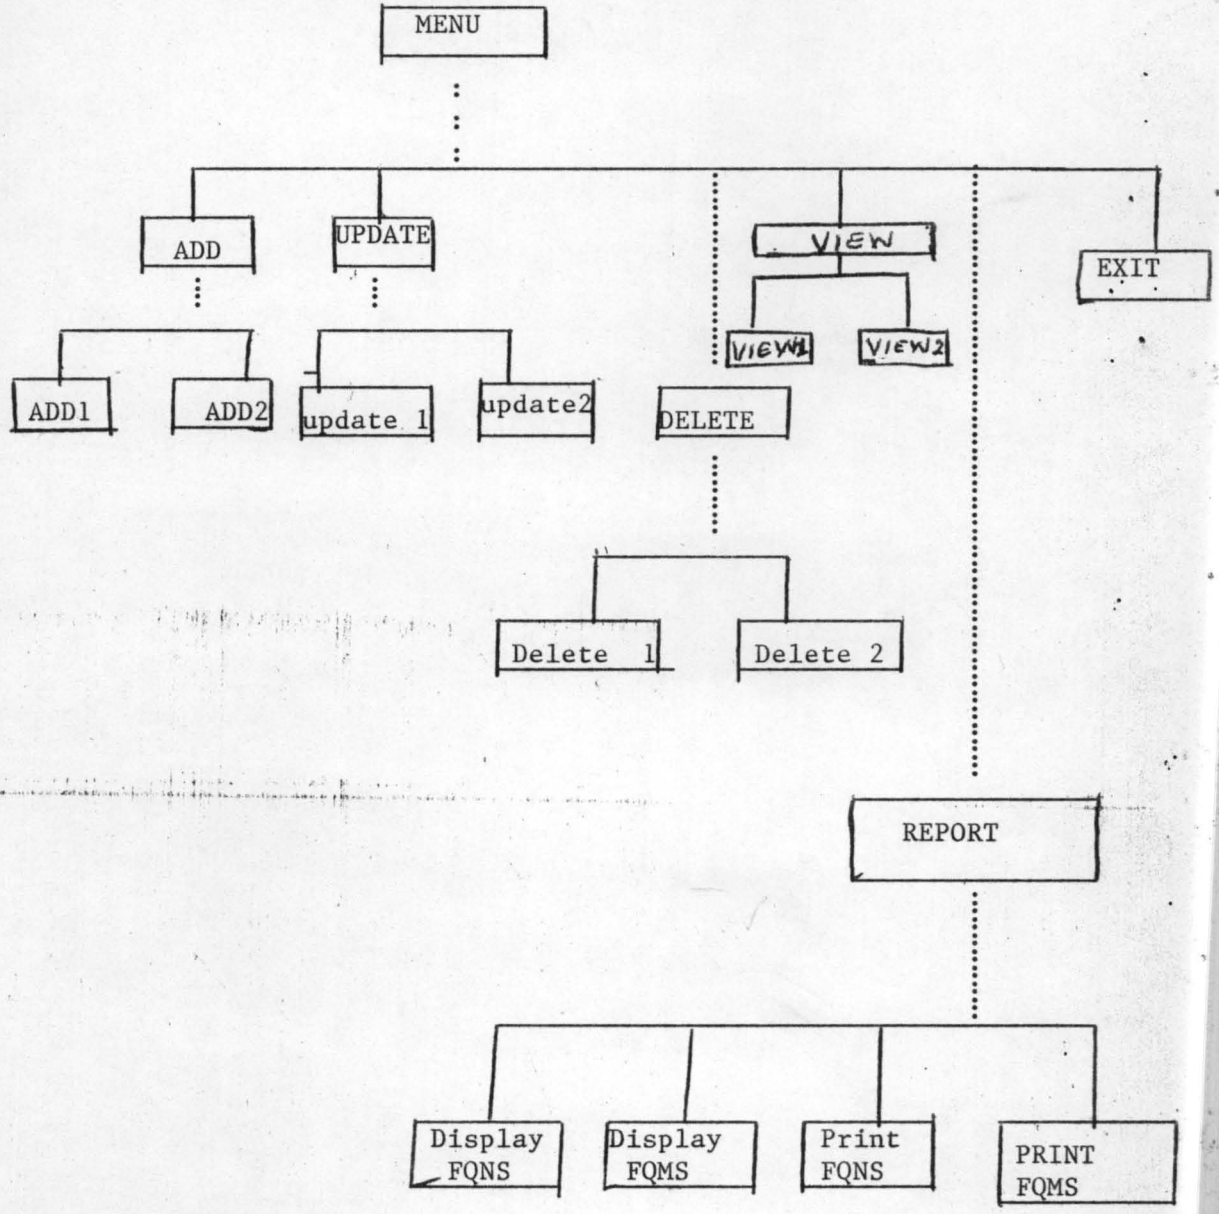 MENU
ADD
UPDATE
VIEW
EXIT
VIEW1
VIEW2
ADD1
ADD2
update 1
update2
DELETE
Delete 1
Delete 2
REPORT
Display
FQNS
Display
FQMS
Print
FQNS
PRINT
FQMS